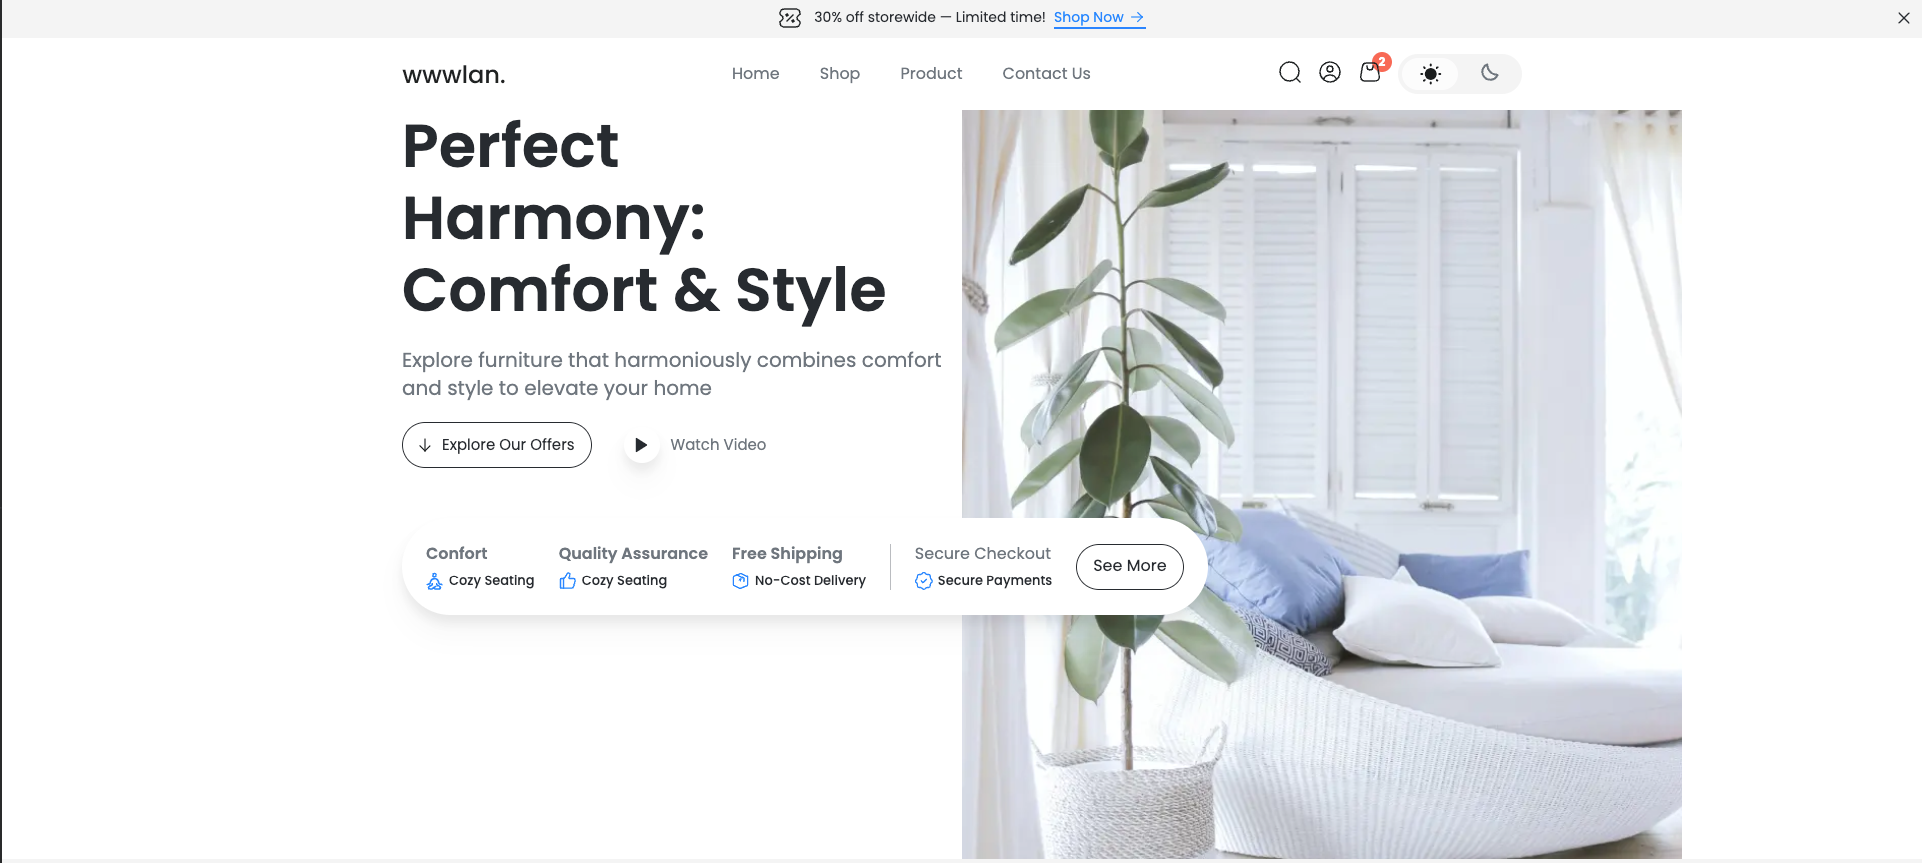 30% off storewide — Limited time! Shop Now →
wwwlan.
Home Shop Product Contact Us
2
Perfect
Harmony:
Comfort & Style
Explore furniture that harmoniously combines comfort
and style to elevate your home
Explore Our Offers Watch Video
Confort Quality Assurance Free Shipping Secure Checkout
Cozy Seating Cozy Seating No-Cost Delivery Secure Payments
See More